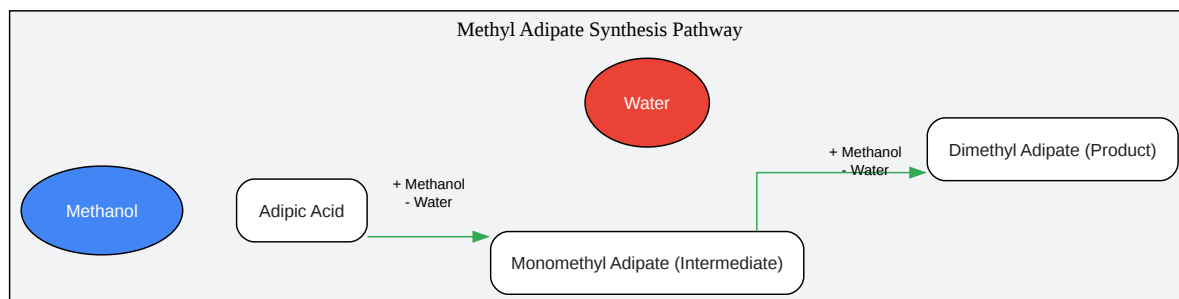 Methyl Adipate Synthesis Pathway
Water
Methanol
Adipic Acid
+ Methanol
- Water
Monomethyl Adipate (Intermediate)
+ Methanol
- Water
Dimethyl Adipate (Product)